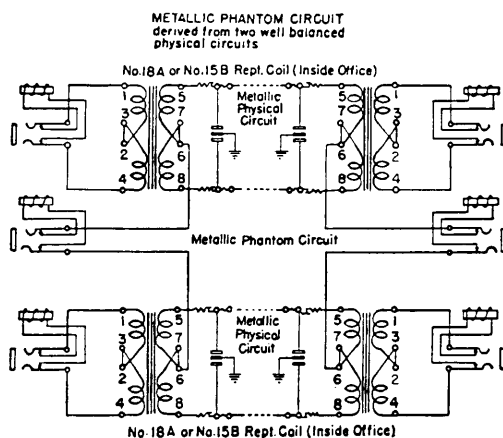 METALLIC PHANTOM CIRCUIT
derived from two well balanced
physical circuits
No.18A or No.15B Rept. Coil (Inside Office)
1 5 Metallic 5 1
3 7 Physical 7 3
Circuit
2 6 6 2
4 8 8 4
Metallic Phantom Circuit
1 5 Metallic 5 1
3 7 Physical 7 3
Circuit
2 6 6 2
4 8 8 4
No.18A or No.15B Rept. Coil (Inside Office)